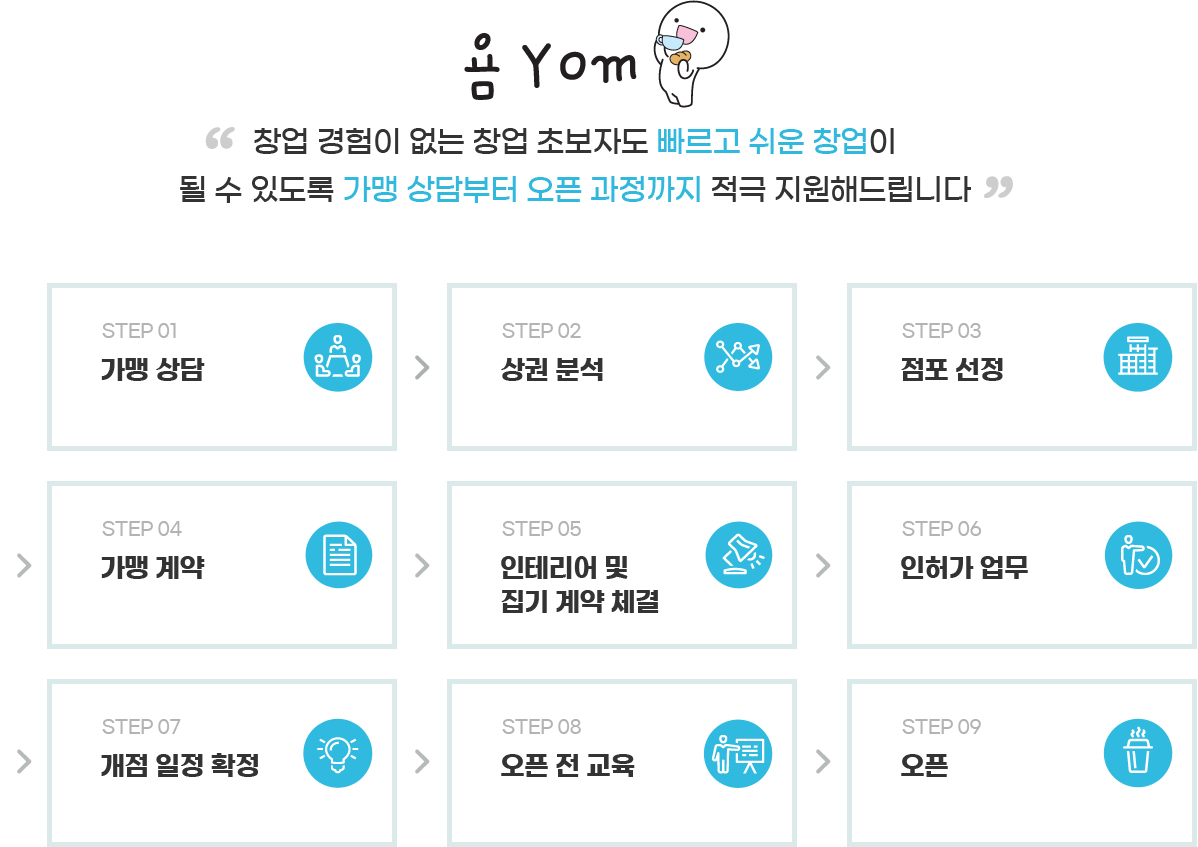 욤 Yom
“ 창업 경험이 없는 창업 초보자도 빠르고 쉬운 창업이
될 수 있도록 가맹 상담부터 오픈 과정까지 적극 지원해드립니다 ”
STEP 01
가맹 상담
STEP 02
상권 분석
STEP 03
점포 선정
STEP 04
가맹 계약
STEP 05
인테리어 및
집기 계약 체결
STEP 06
인허가 업무
STEP 07
개점 일정 확정
STEP 08
오픈 전 교육
STEP 09
오픈